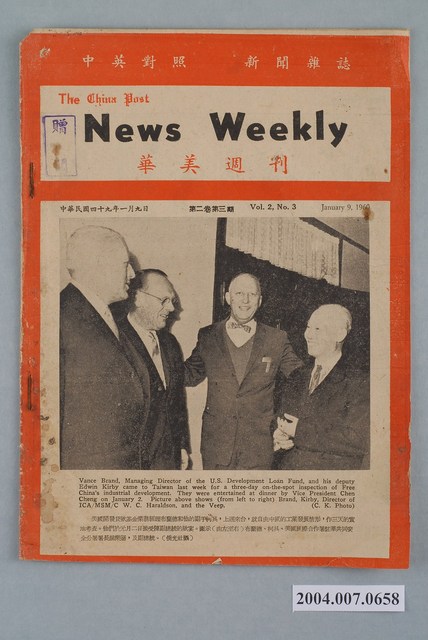 中英對照 新聞雜誌
The China Post
贈
News Weekly
華美週刊
中華民國四十九年一月九日 第二卷第三期 Vol. 2, No. 3 January 9, 1960
Vance Brand, Managing Director of the U.S. Development Loan Fund, and his deputy
Edwin Kirby came to Taiwan last week for a three-day on-the-spot inspection of Free
China's industrial development. They were entertained at dinner by Vice President Chen
Cheng on January 2. Picture above shows (from left to right) Brand, Kirby, Director of
ICA/MSM/C W. C. Haraldson, and the Veep. (C. K. Photo)
2004.007.0658